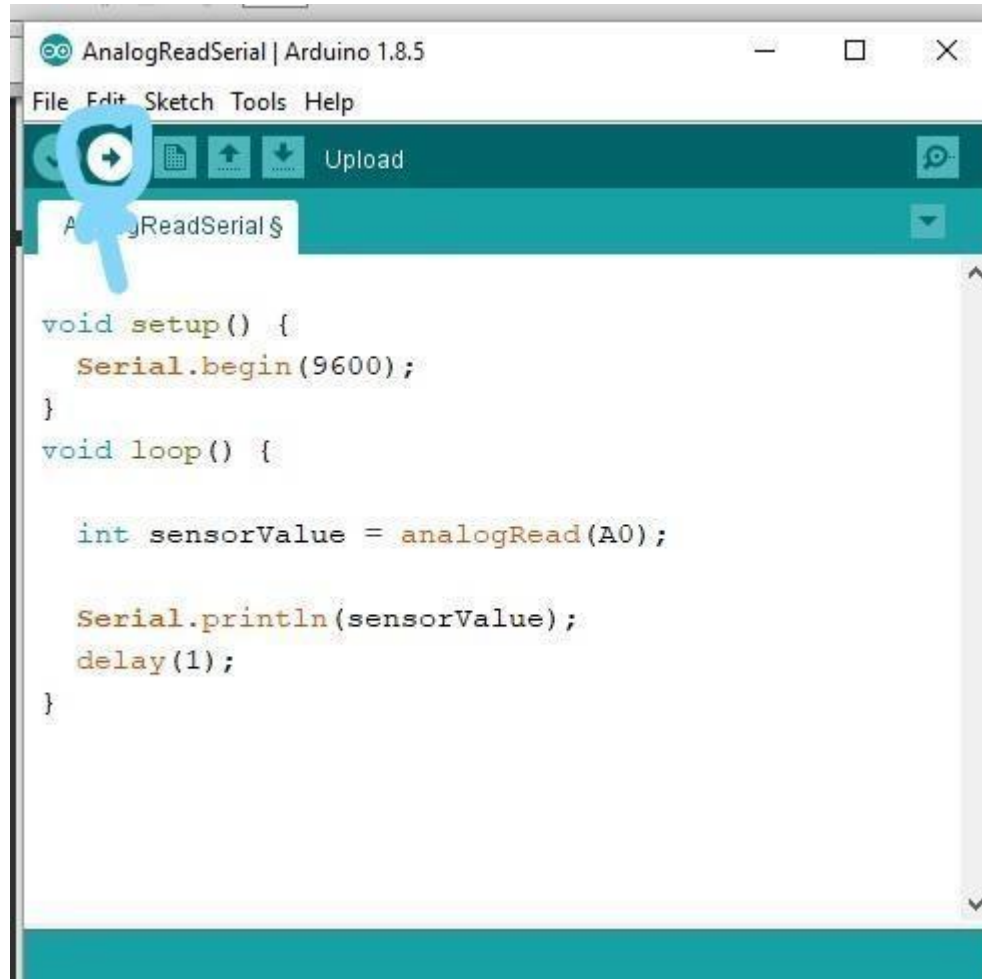 AnalogReadSerial | Arduino 1.8.5
File Edit Sketch Tools Help
Upload
void setup() {
  Serial.begin(9600);
}
void loop() {
  int sensorValue = analogRead(A0);
  Serial.println(sensorValue);
  delay(1);
}